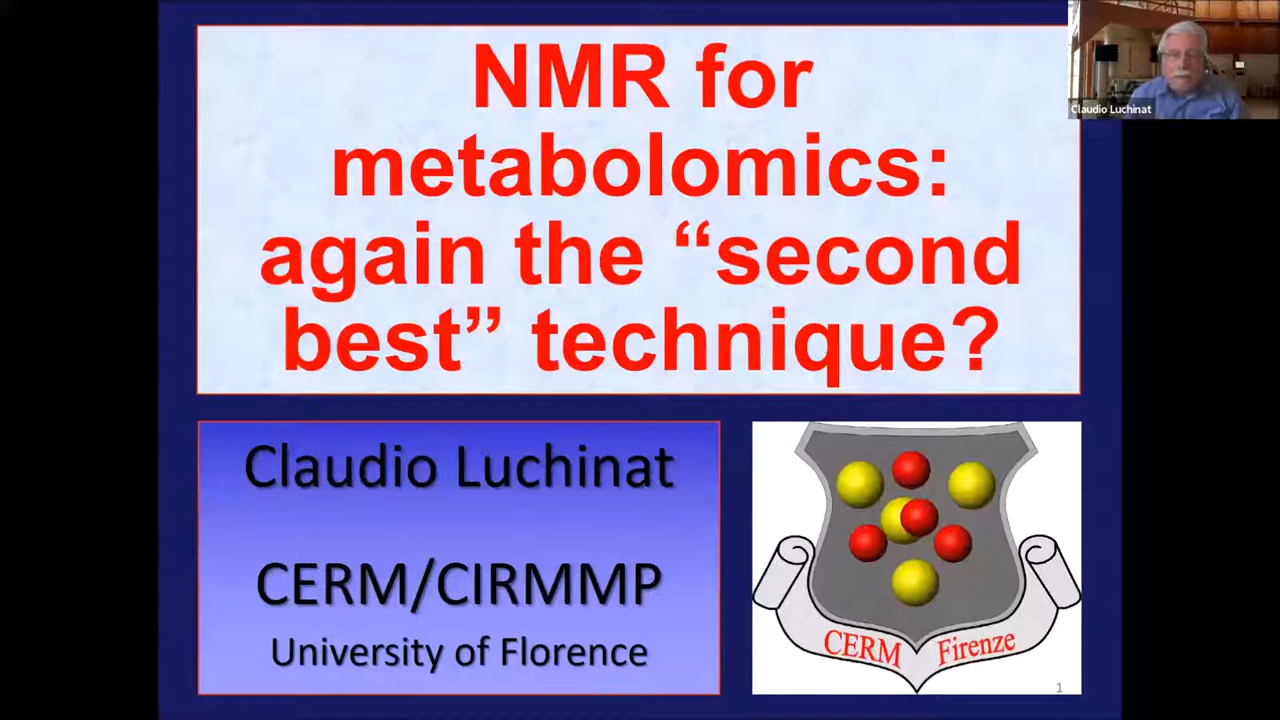 NMR for
metabolomics:
again the “second
best” technique?
Claudio Luchinat
Claudio Luchinat
CERM/CIRMMP
University of Florence
CERM Firenze
1